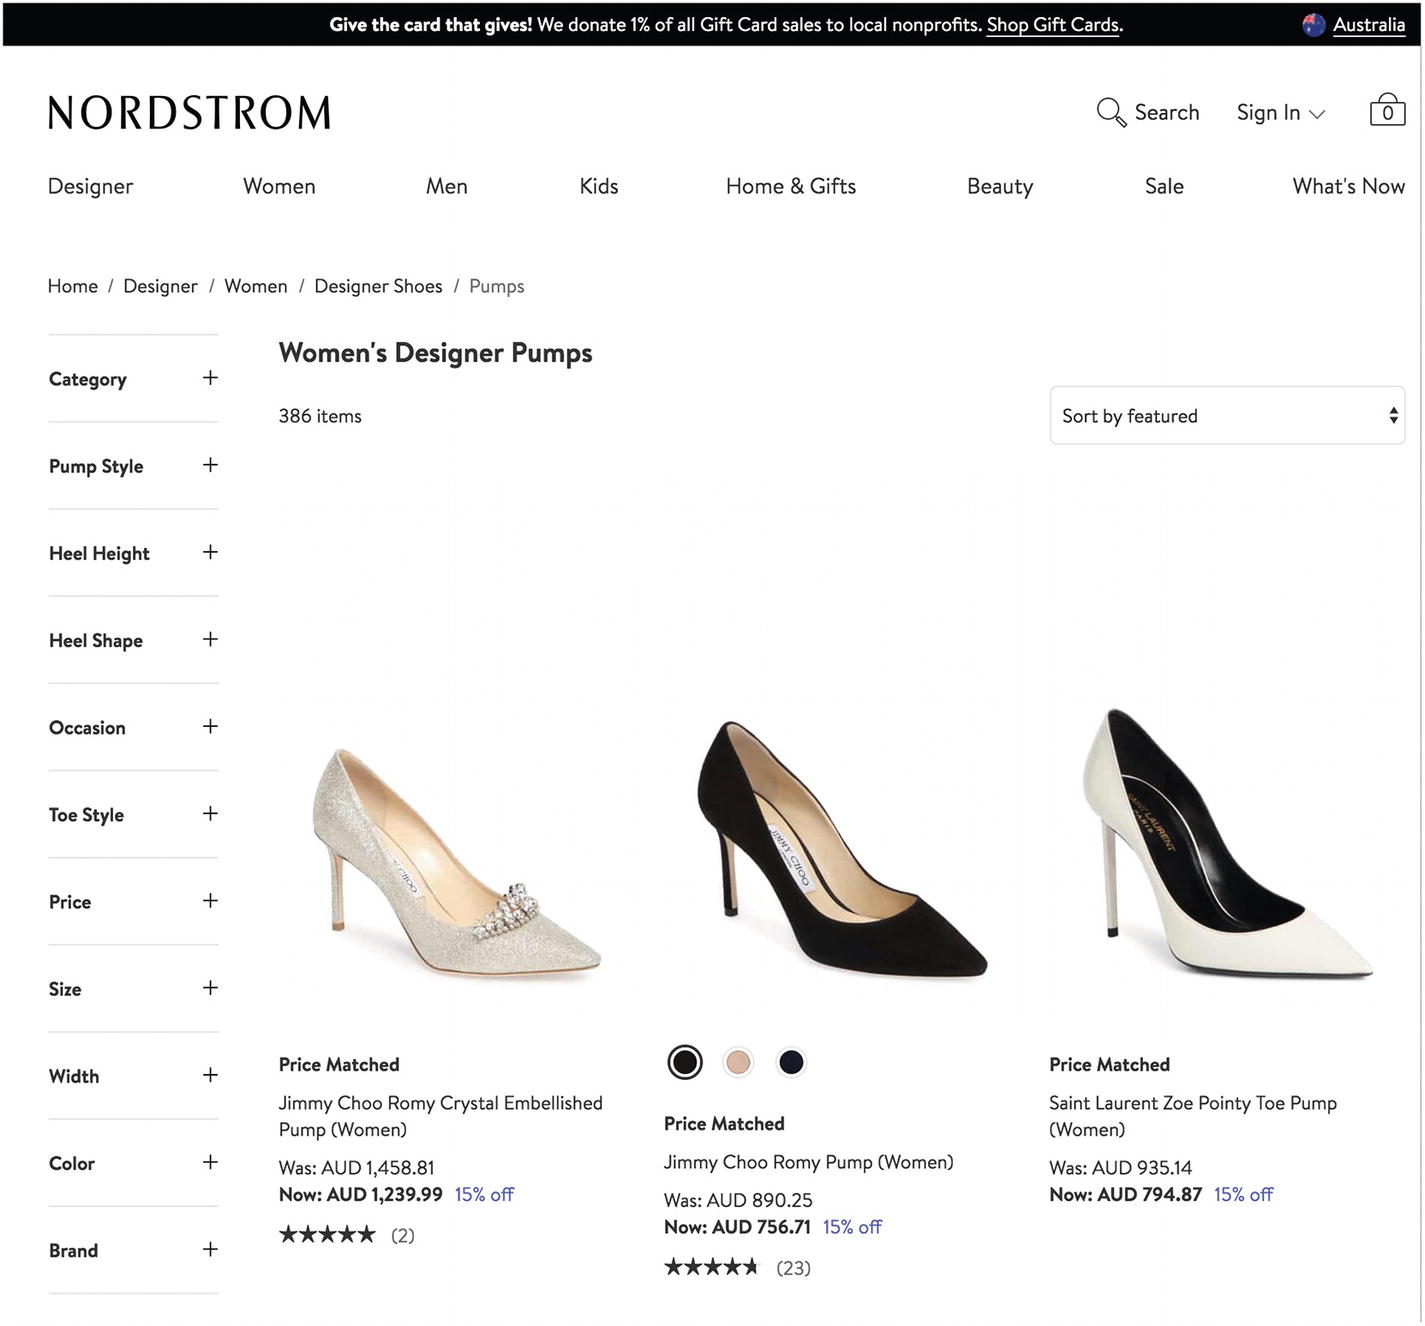 Give the card that gives! We donate 1% of all Gift Card sales to local nonprofits. Shop Gift Cards.
Australia
NORDSTROM
Search
Sign In
0
Designer
Women
Men
Kids
Home & Gifts
Beauty
Sale
What's Now
Home / Designer / Women / Designer Shoes / Pumps
Category +
Pump Style +
Heel Height +
Heel Shape +
Occasion +
Toe Style +
Price +
Size +
Width +
Color +
Brand +
Women's Designer Pumps
386 items
Sort by featured
CHOO
JIMMY CHOO
SAINT LAURENT
PARIS
Price Matched
Jimmy Choo Romy Crystal Embellished
Pump (Women)
Was: AUD 1,458.81
Now: AUD 1,239.99 15% off
★★★★★ (2)
Price Matched
Jimmy Choo Romy Pump (Women)
Was: AUD 890.25
Now: AUD 756.71 15% off
(23)
Price Matched
Saint Laurent Zoe Pointy Toe Pump
(Women)
Was: AUD 935.14
Now: AUD 794.87 15% off